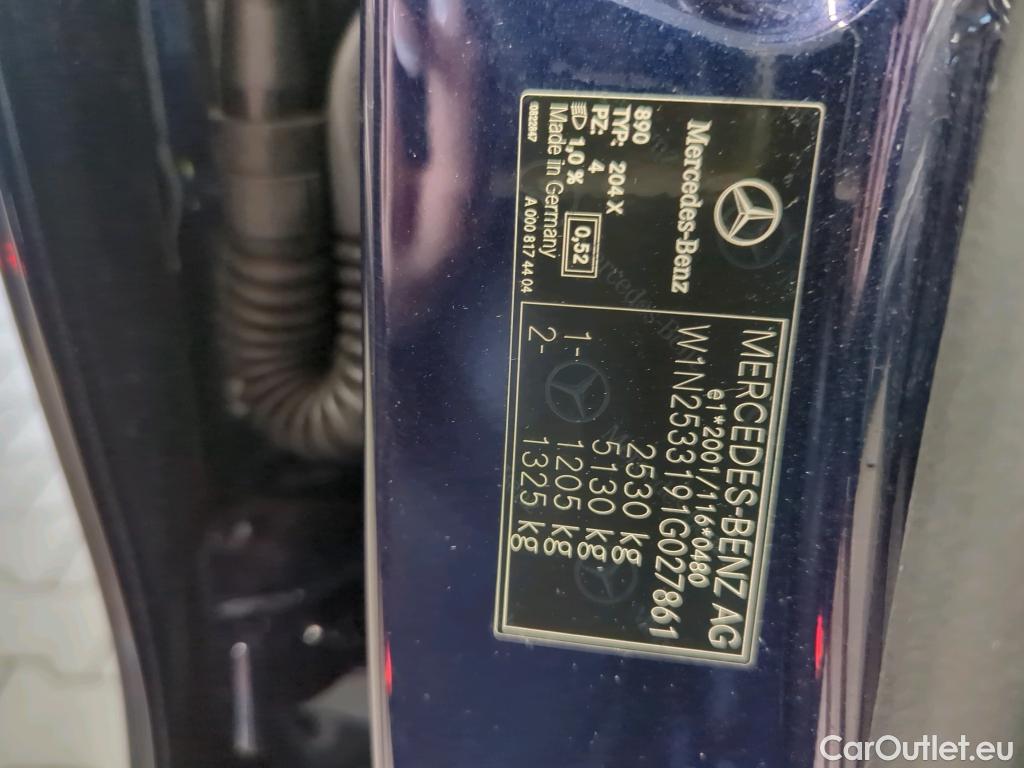 Mercedes-Benz
890
TYP: 204 X
PZ: 4
1,0 %
0,52
Made in Germany
A 000 817 44 04
MERCEDES-BENZ AG
e1*2001/116*0480
W1N2533191G027861
2530 kg
5130 kg
1- 1205 kg
2- 1325 kg
CarOutlet.eu